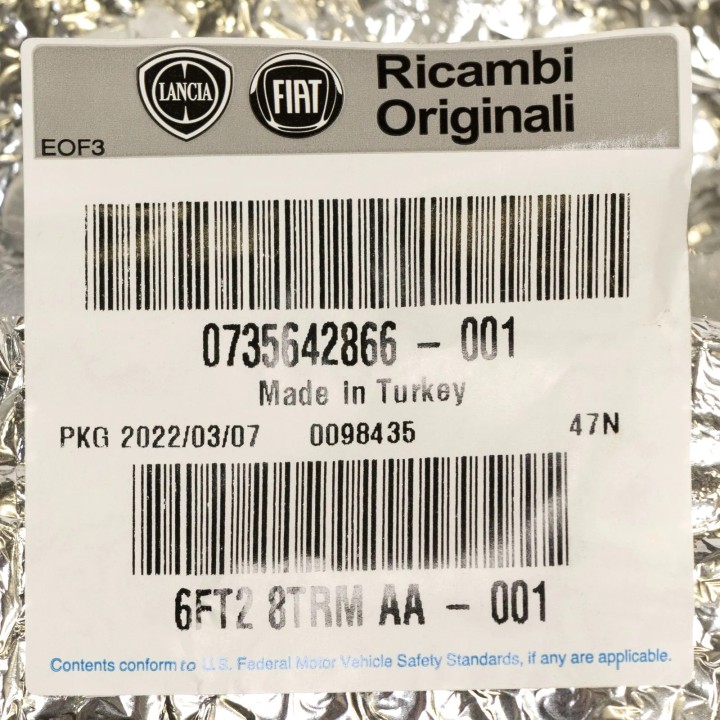 LANCIA FIAT Ricambi Originali
EOF3
0735642866 - 001
Made in Turkey
PKG 2022/03/07 0098435 47N
6FT2 8TRM AA - 001
Contents conform to U.S. Federal Motor Vehicle Safety Standards, if any are applicable.